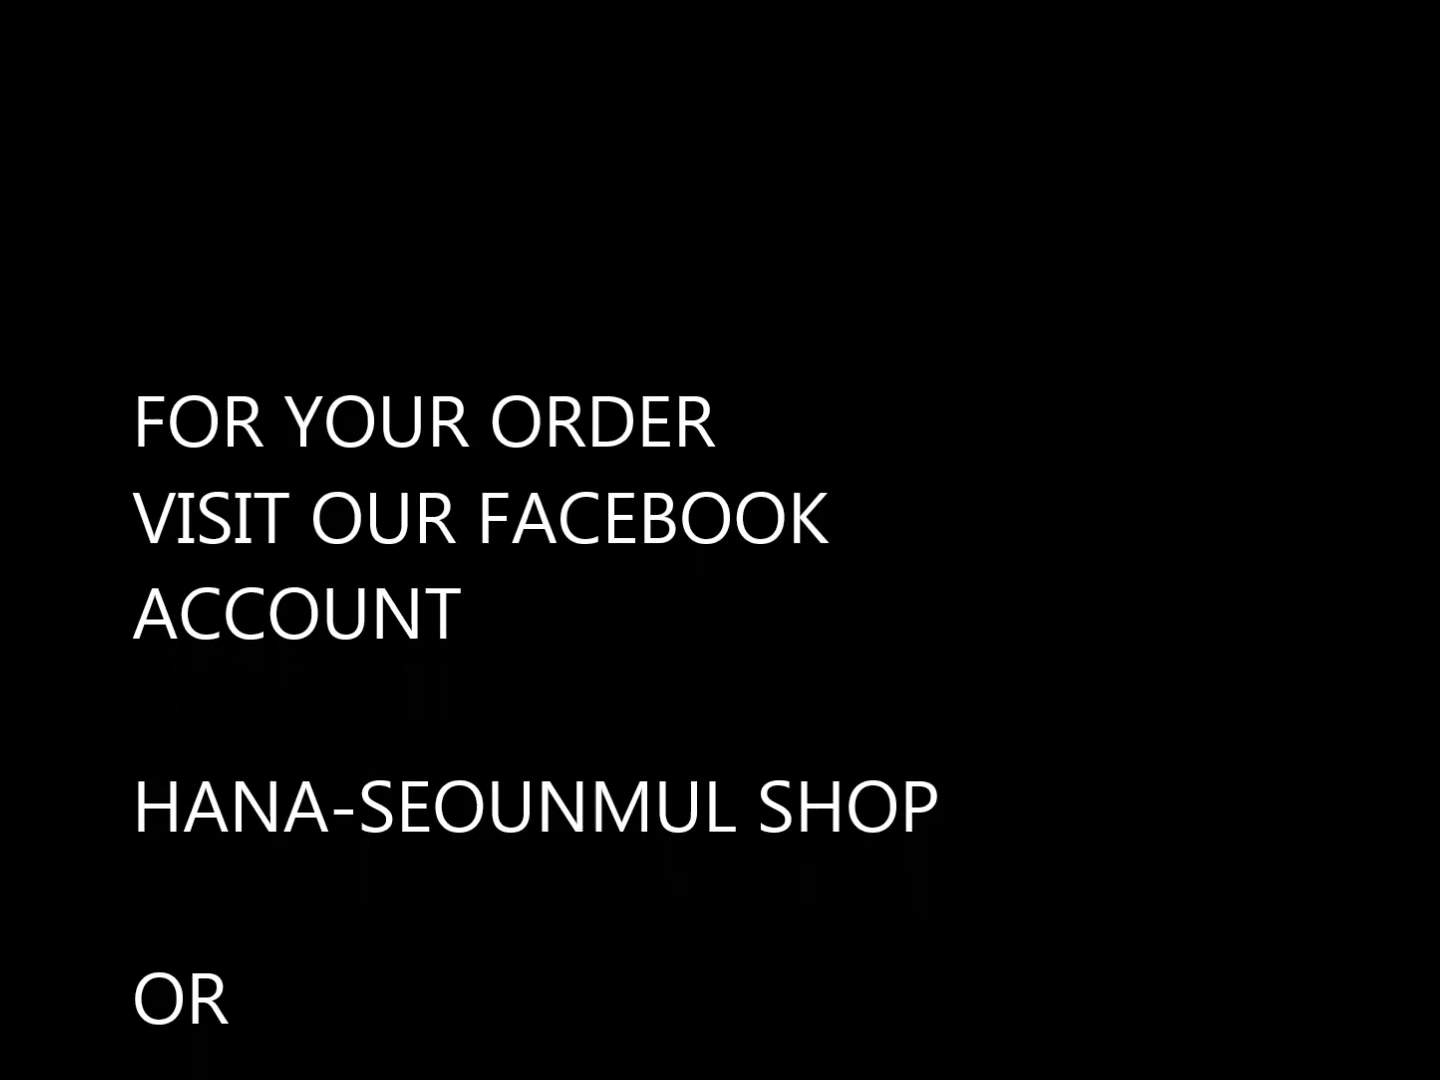 FOR YOUR ORDER
VISIT OUR FACEBOOK
ACCOUNT
HANA-SEOUNMUL SHOP
OR